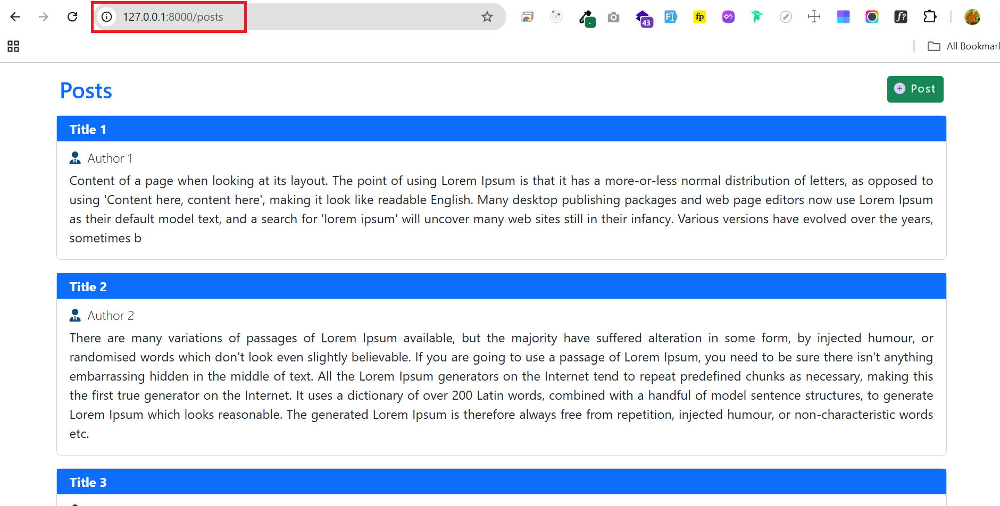 127.0.0.1:8000/posts
43
FI
fp
f?
All Bookmark
Posts
Post
Title 1
Author 1
Content of a page when looking at its layout. The point of using Lorem Ipsum is that it has a more-or-less normal distribution of letters, as opposed to
using 'Content here, content here', making it look like readable English. Many desktop publishing packages and web page editors now use Lorem Ipsum
as their default model text, and a search for 'lorem ipsum' will uncover many web sites still in their infancy. Various versions have evolved over the years,
sometimes b
Title 2
Author 2
There are many variations of passages of Lorem Ipsum available, but the majority have suffered alteration in some form, by injected humour, or
randomised words which don't look even slightly believable. If you are going to use a passage of Lorem Ipsum, you need to be sure there isn't anything
embarrassing hidden in the middle of text. All the Lorem Ipsum generators on the Internet tend to repeat predefined chunks as necessary, making this
the first true generator on the Internet. It uses a dictionary of over 200 Latin words, combined with a handful of model sentence structures, to generate
Lorem Ipsum which looks reasonable. The generated Lorem Ipsum is therefore always free from repetition, injected humour, or non-characteristic words
etc.
Title 3